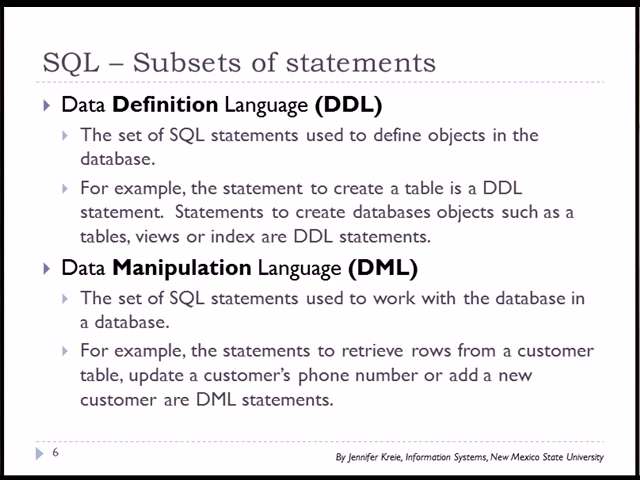 SQL – Subsets of statements
Data Definition Language (DDL)
The set of SQL statements used to define objects in the
database.
For example, the statement to create a table is a DDL
statement. Statements to create databases objects such as a
tables, views or index are DDL statements.
Data Manipulation Language (DML)
The set of SQL statements used to work with the database in
a database.
For example, the statements to retrieve rows from a customer
table, update a customer's phone number or add a new
customer are DML statements.
6
By Jennifer Kreie, Information Systems, New Mexico State University